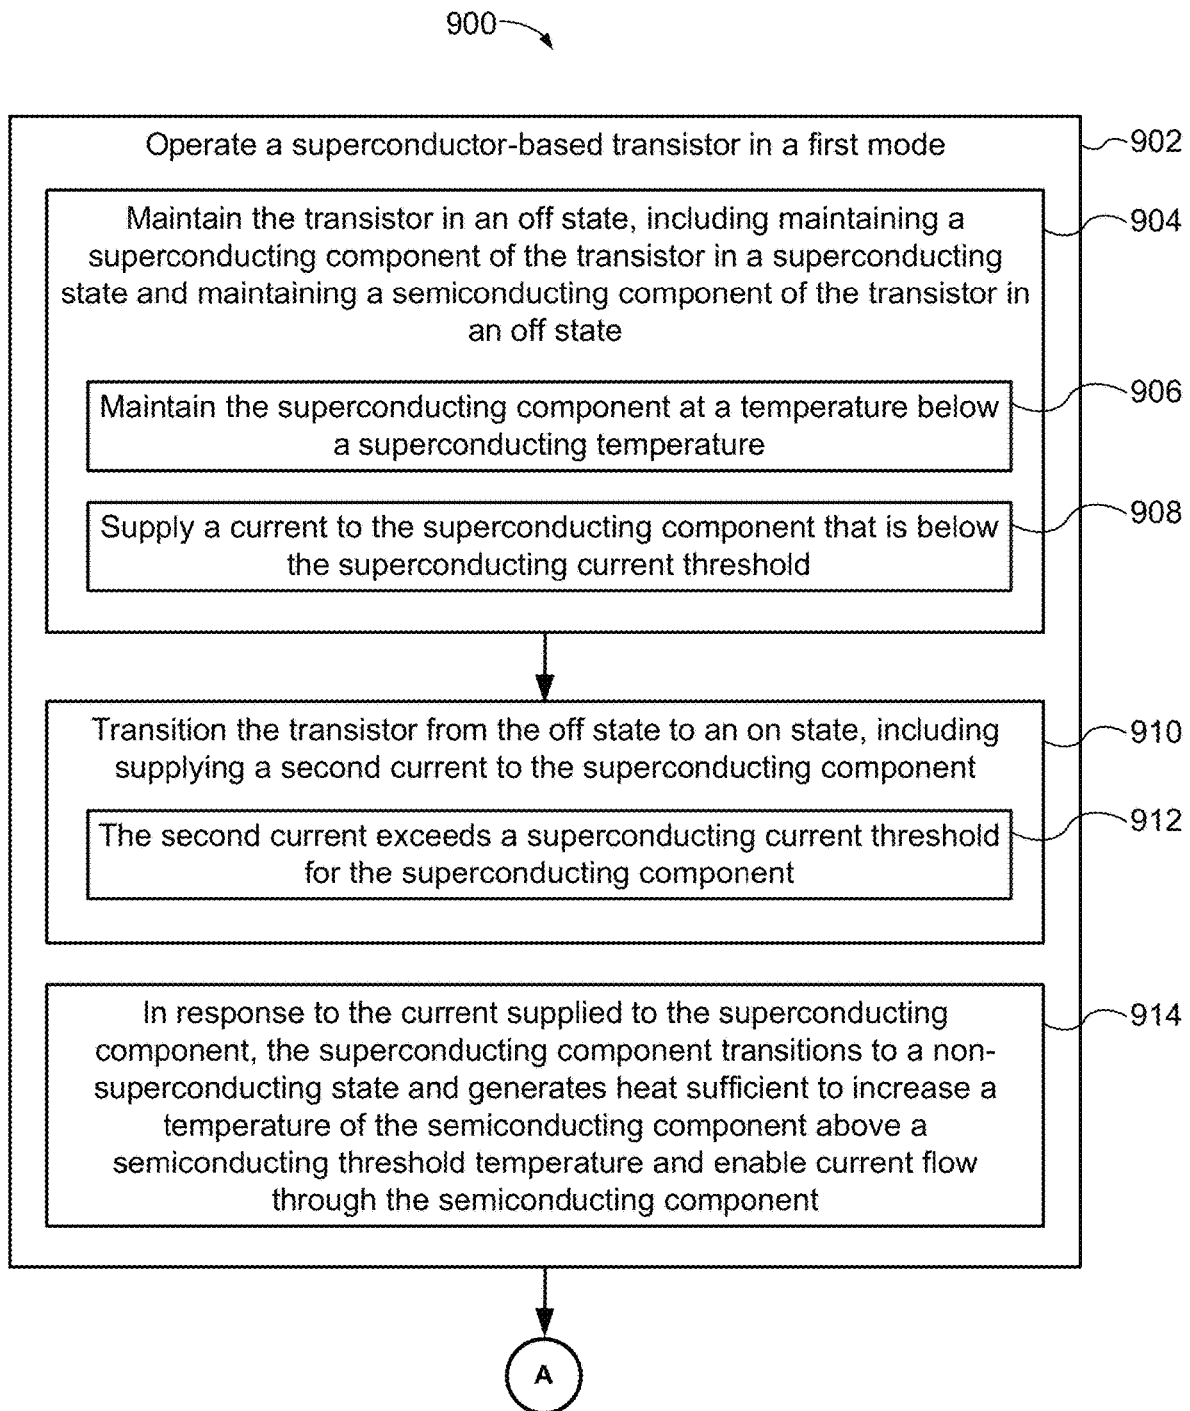 900
Operate a superconductor-based transistor in a first mode
902
Maintain the transistor in an off state, including maintaining a
superconducting component of the transistor in a superconducting
state and maintaining a semiconducting component of the transistor in
an off state
904
Maintain the superconducting component at a temperature below
a superconducting temperature
906
Supply a current to the superconducting component that is below
the superconducting current threshold
908
Transition the transistor from the off state to an on state, including
supplying a second current to the superconducting component
910
The second current exceeds a superconducting current threshold
for the superconducting component
912
In response to the current supplied to the superconducting
component, the superconducting component transitions to a non-
superconducting state and generates heat sufficient to increase a
temperature of the semiconducting component above a
semiconducting threshold temperature and enable current flow
through the semiconducting component
914
A